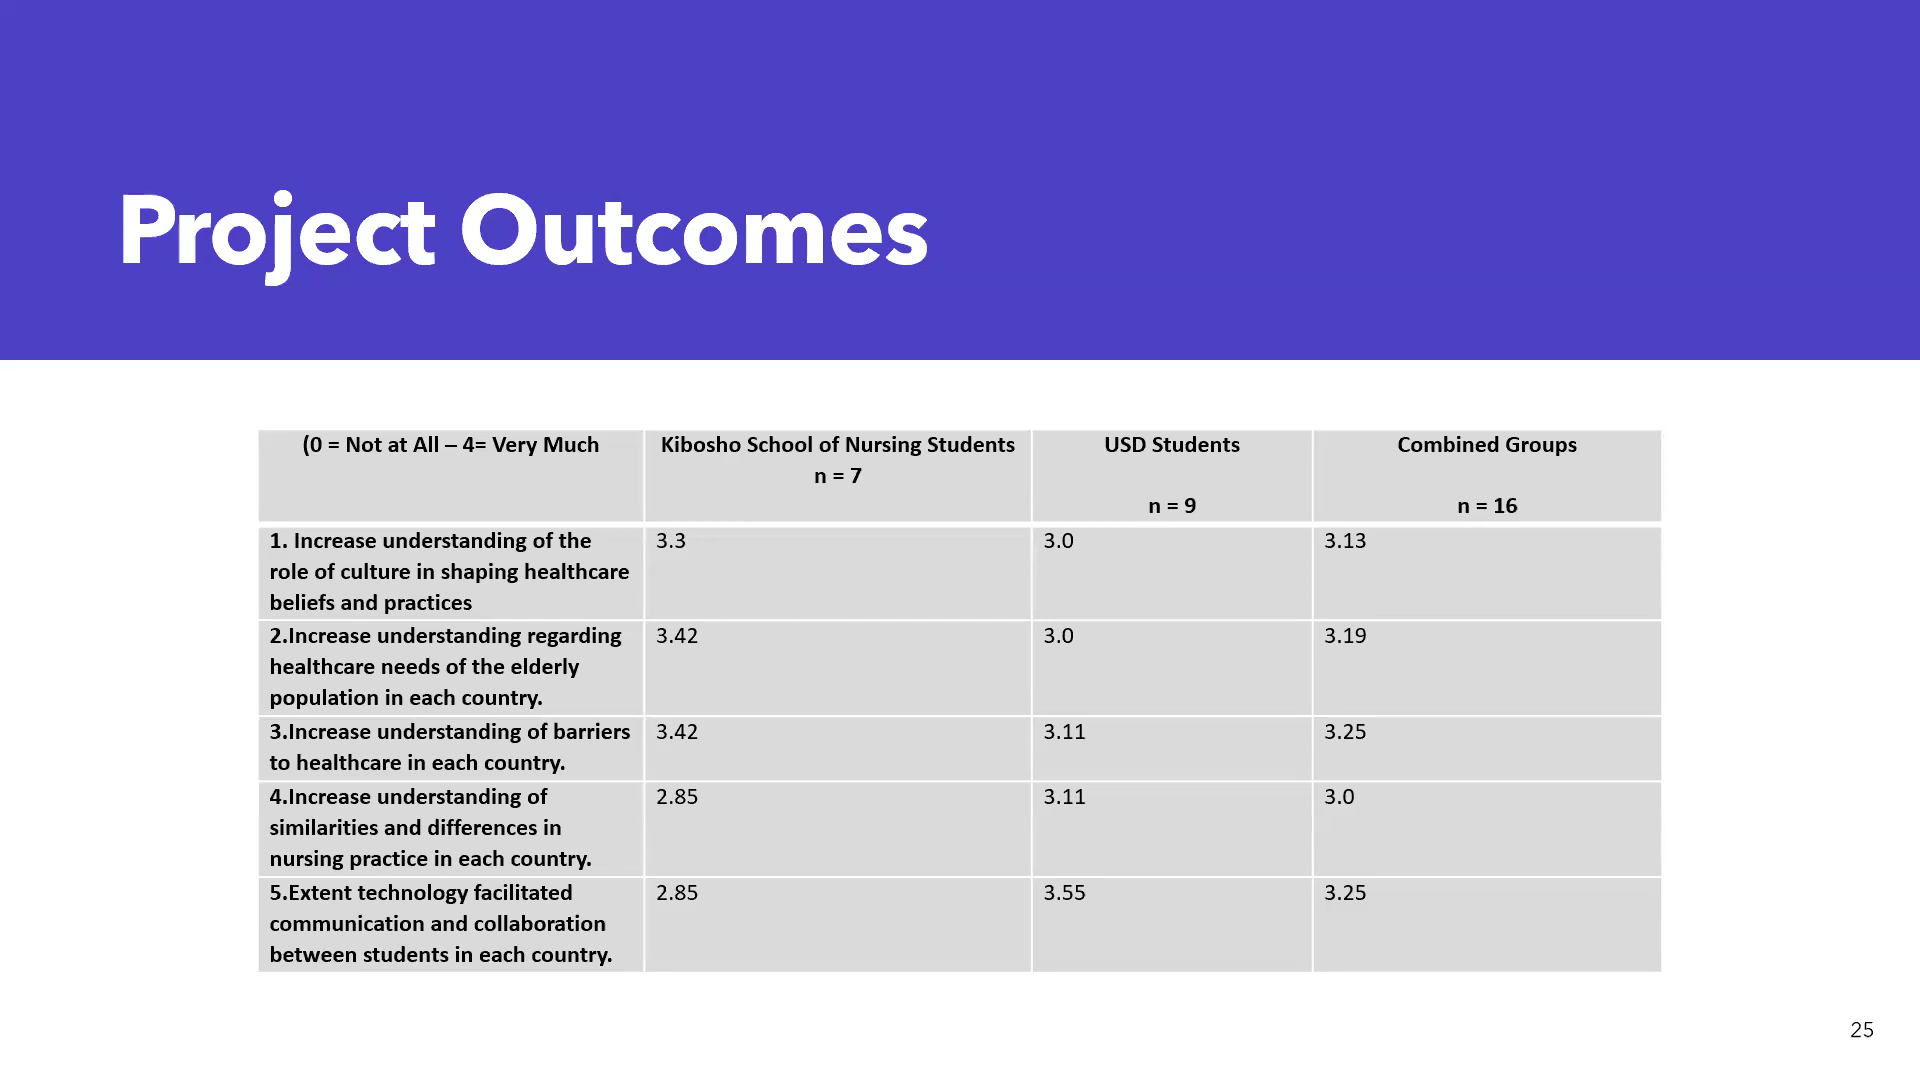 Project Outcomes
(0 = Not at All – 4= Very Much
Kibosho School of Nursing Students
n = 7
USD Students
n = 9
Combined Groups
n = 16
1. Increase understanding of the
role of culture in shaping healthcare
beliefs and practices
3.3
3.0
3.13
2.Increase understanding regarding
healthcare needs of the elderly
population in each country.
3.42
3.0
3.19
3.Increase understanding of barriers
to healthcare in each country.
3.42
3.11
3.25
4.Increase understanding of
similarities and differences in
nursing practice in each country.
2.85
3.11
3.0
5.Extent technology facilitated
communication and collaboration
between students in each country.
2.85
3.55
3.25
25